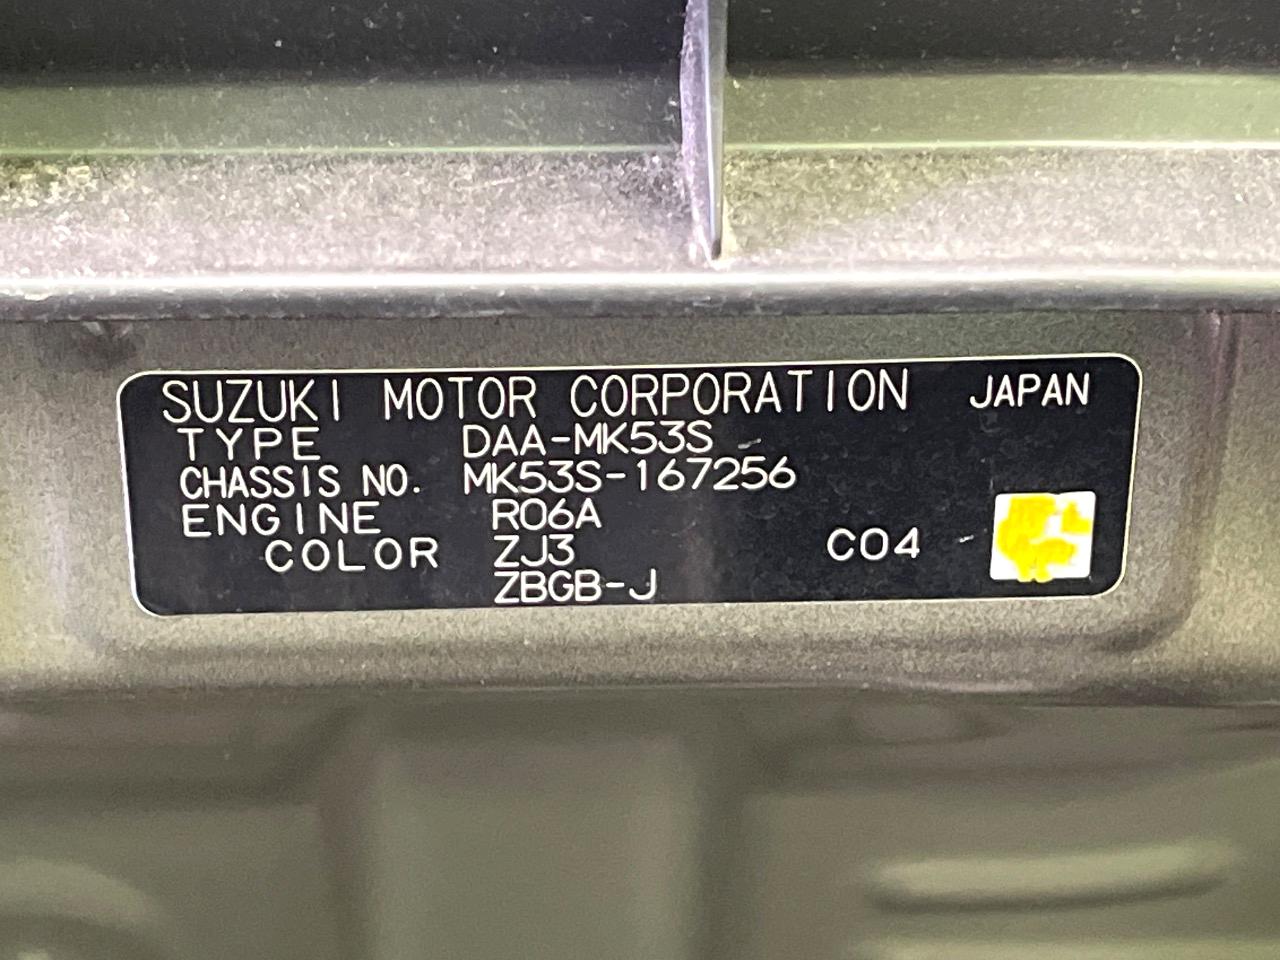 SUZUKI MOTOR CORPORATION JAPAN
TYPE DAA-MK53S
CHASSIS NO. MK53S-167256
ENGINE R06A
COLOR ZJ3 C04
ZBGB-J